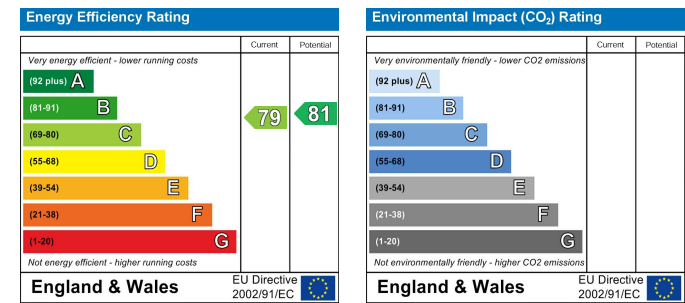 Energy Efficiency Rating
Current Potential
Very energy efficient - lower running costs
(92 plus) A
(81-91) B
(69-80) C
(55-68) D
(39-54) E
(21-38) F
(1-20) G
79 81
Not energy efficient - higher running costs
England & Wales
EU Directive
2002/91/EC
Environmental Impact (CO₂) Rating
Current Potential
Very environmentally friendly - lower CO2 emissions
(92 plus) A
(81-91) B
(69-80) C
(55-68) D
(39-54) E
(21-38) F
(1-20) G
Not environmentally friendly - higher CO2 emissions
England & Wales
EU Directive
2002/91/EC